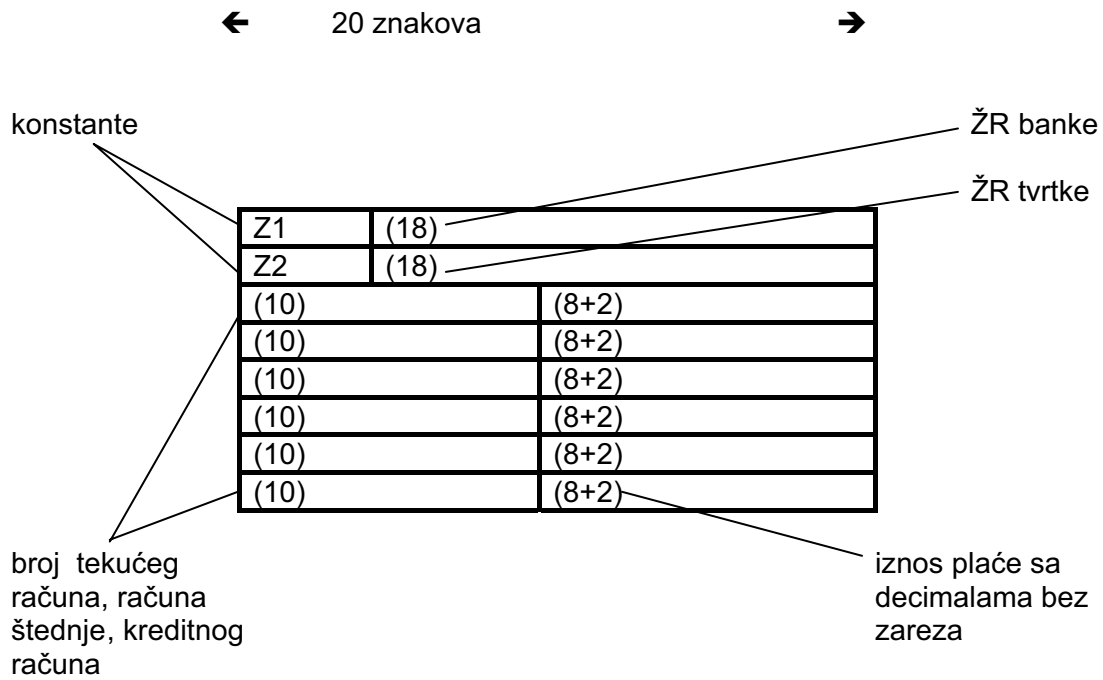 🡸 20 znakova 🡺
konstante
ŽR banke
ŽR tvrtke
Z1 (18)
Z2 (18)
(10) (8+2)
(10) (8+2)
(10) (8+2)
(10) (8+2)
(10) (8+2)
(10) (8+2)
broj tekućeg
računa, računa
štednje, kreditnog
računa
iznos plaće sa
decimalama bez
zareza